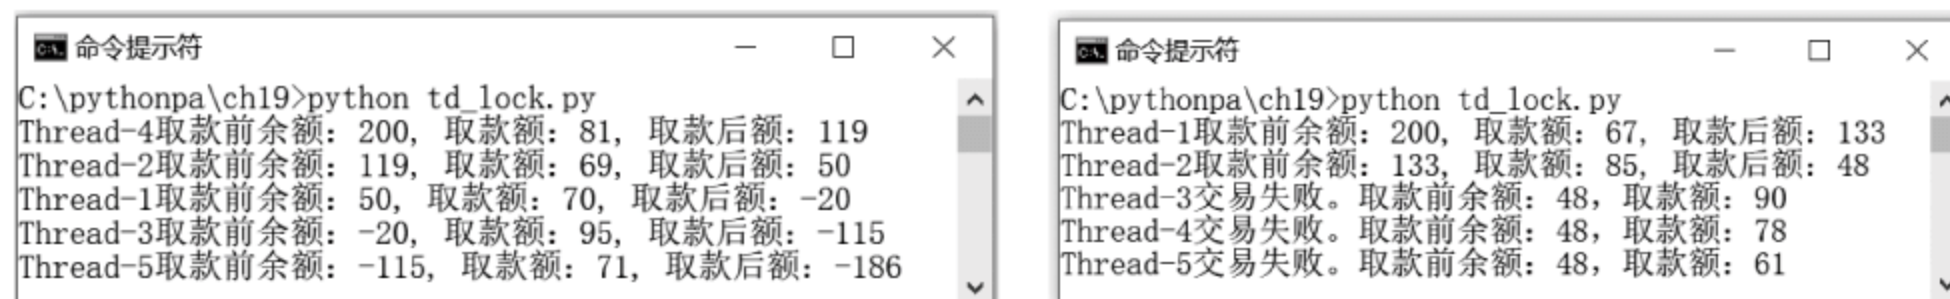 命令提示符
C:\pythonpa\ch19>python td_lock.py
Thread-4取款前余额: 200, 取款额: 81, 取款后额: 119
Thread-2取款前余额: 119, 取款额: 69, 取款后额: 50
Thread-1取款前余额: 50, 取款额: 70, 取款后额: -20
Thread-3取款前余额: -20, 取款额: 95, 取款后额: -115
Thread-5取款前余额: -115, 取款额: 71, 取款后额: -186
命令提示符
C:\pythonpa\ch19>python td_lock.py
Thread-1取款前余额: 200, 取款额: 67, 取款后额: 133
Thread-2取款前余额: 133, 取款额: 85, 取款后额: 48
Thread-3交易失败。取款前余额: 48, 取款额: 90
Thread-4交易失败。取款前余额: 48, 取款额: 78
Thread-5交易失败。取款前余额: 48, 取款额: 61